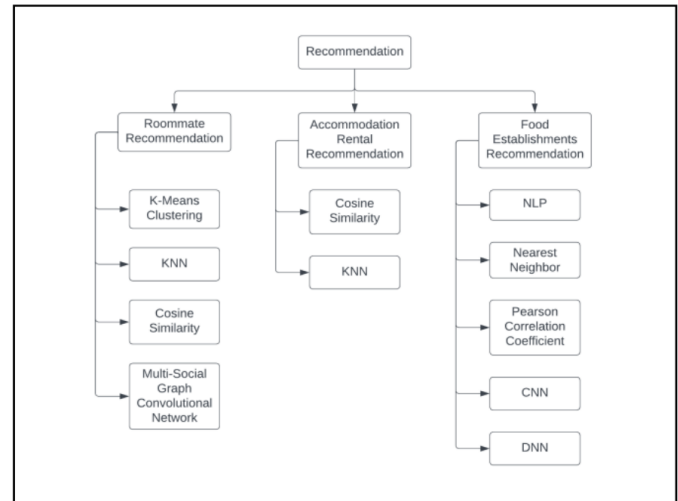 Recommendation
Roommate
Recommendation
K-Means
Clustering
KNN
Cosine
Similarity
Multi-Social
Graph
Convolutional
Network
Accommodation
Rental
Recommendation
Cosine
Similarity
KNN
Food
Establishments
Recommendation
NLP
Nearest
Neighbor
Pearson
Correlation
Coefficient
CNN
DNN